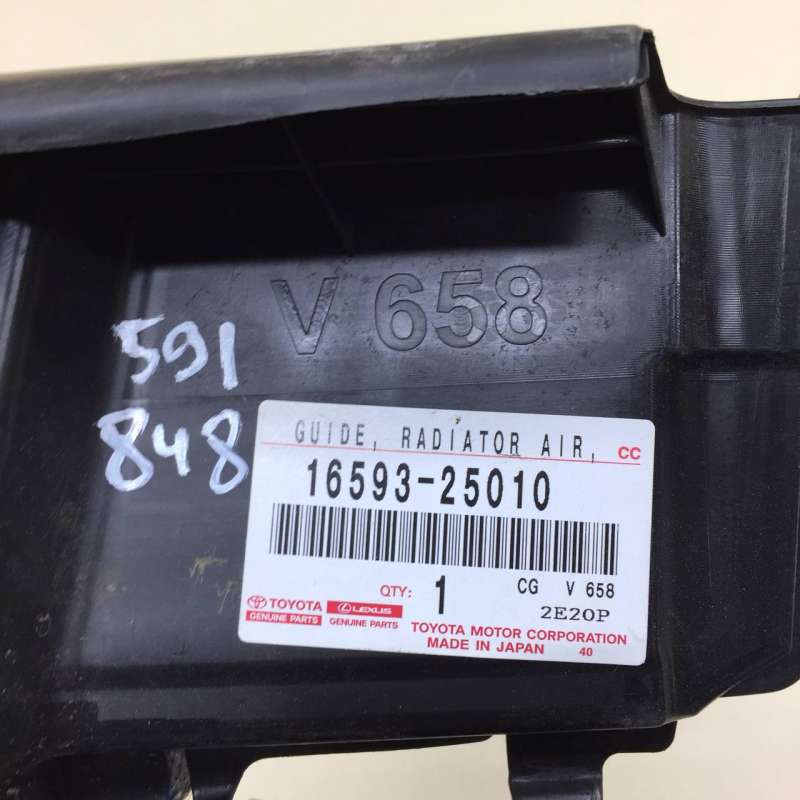 V 658
591
848
GUIDE, RADIATOR AIR, CC
16593-25010
QTY: 1 CG V 658
2E20P
TOYOTA LEXUS
GENUINE PARTS GENUINE PARTS
TOYOTA MOTOR CORPORATION
MADE IN JAPAN 40